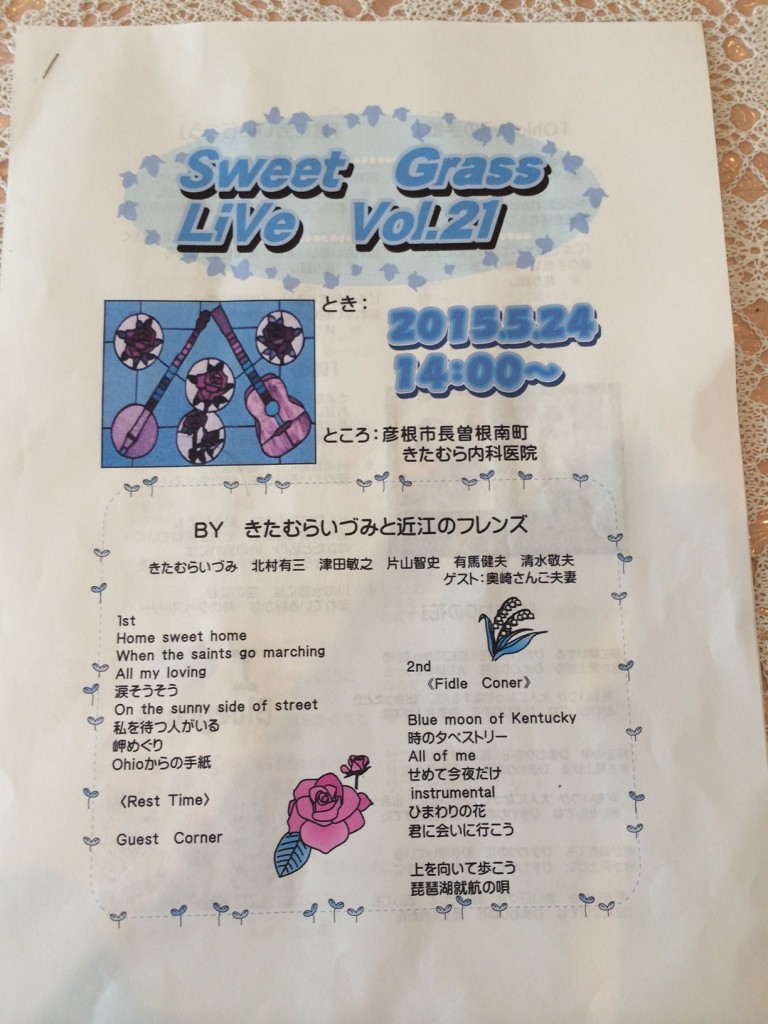 Sweet Grass
LiVe Vol.21
とき：
2015.5.24
14:00〜
ところ：彦根市長曽根南町
きたむら内科医院
BY きたむらいづみと近江のフレンズ
きたむらいづみ 北村有三 津田敏之 片山智史 有馬健夫 清水敬夫
ゲスト：奥崎さんご夫妻
1st
Home sweet home
When the saints go marching
All my loving
涙そうそう
On the sunny side of street
私を待つ人がいる
岬めぐり
Ohioからの手紙
〈Rest Time〉
Guest Corner
2nd
《Fidle Coner》
Blue moon of Kentucky
時のタペストリー
All of me
せめて今夜だけ
instrumental
ひまわりの花
君に会いに行こう
上を向いて歩こう
琵琶湖就航の唄